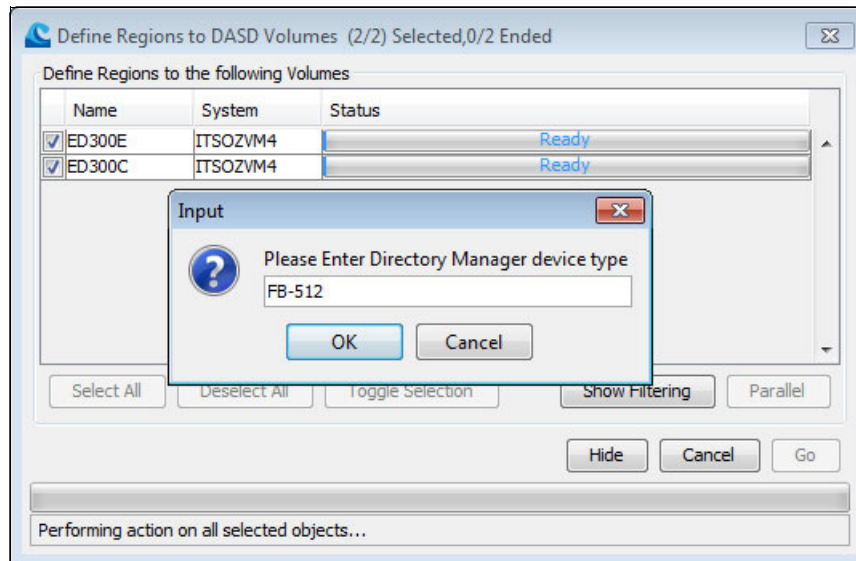 Define Regions to DASD Volumes (2/2) Selected,0/2 Ended
Define Regions to the following Volumes
Name System Status
ED300E ITSOZVM4 Ready
ED300C ITSOZVM4 Ready
Input
Please Enter Directory Manager device type
FB-512
OK Cancel
Select All Deselect All Toggle Selection Show Filtering Parallel
Hide Cancel Go
Performing action on all selected objects...